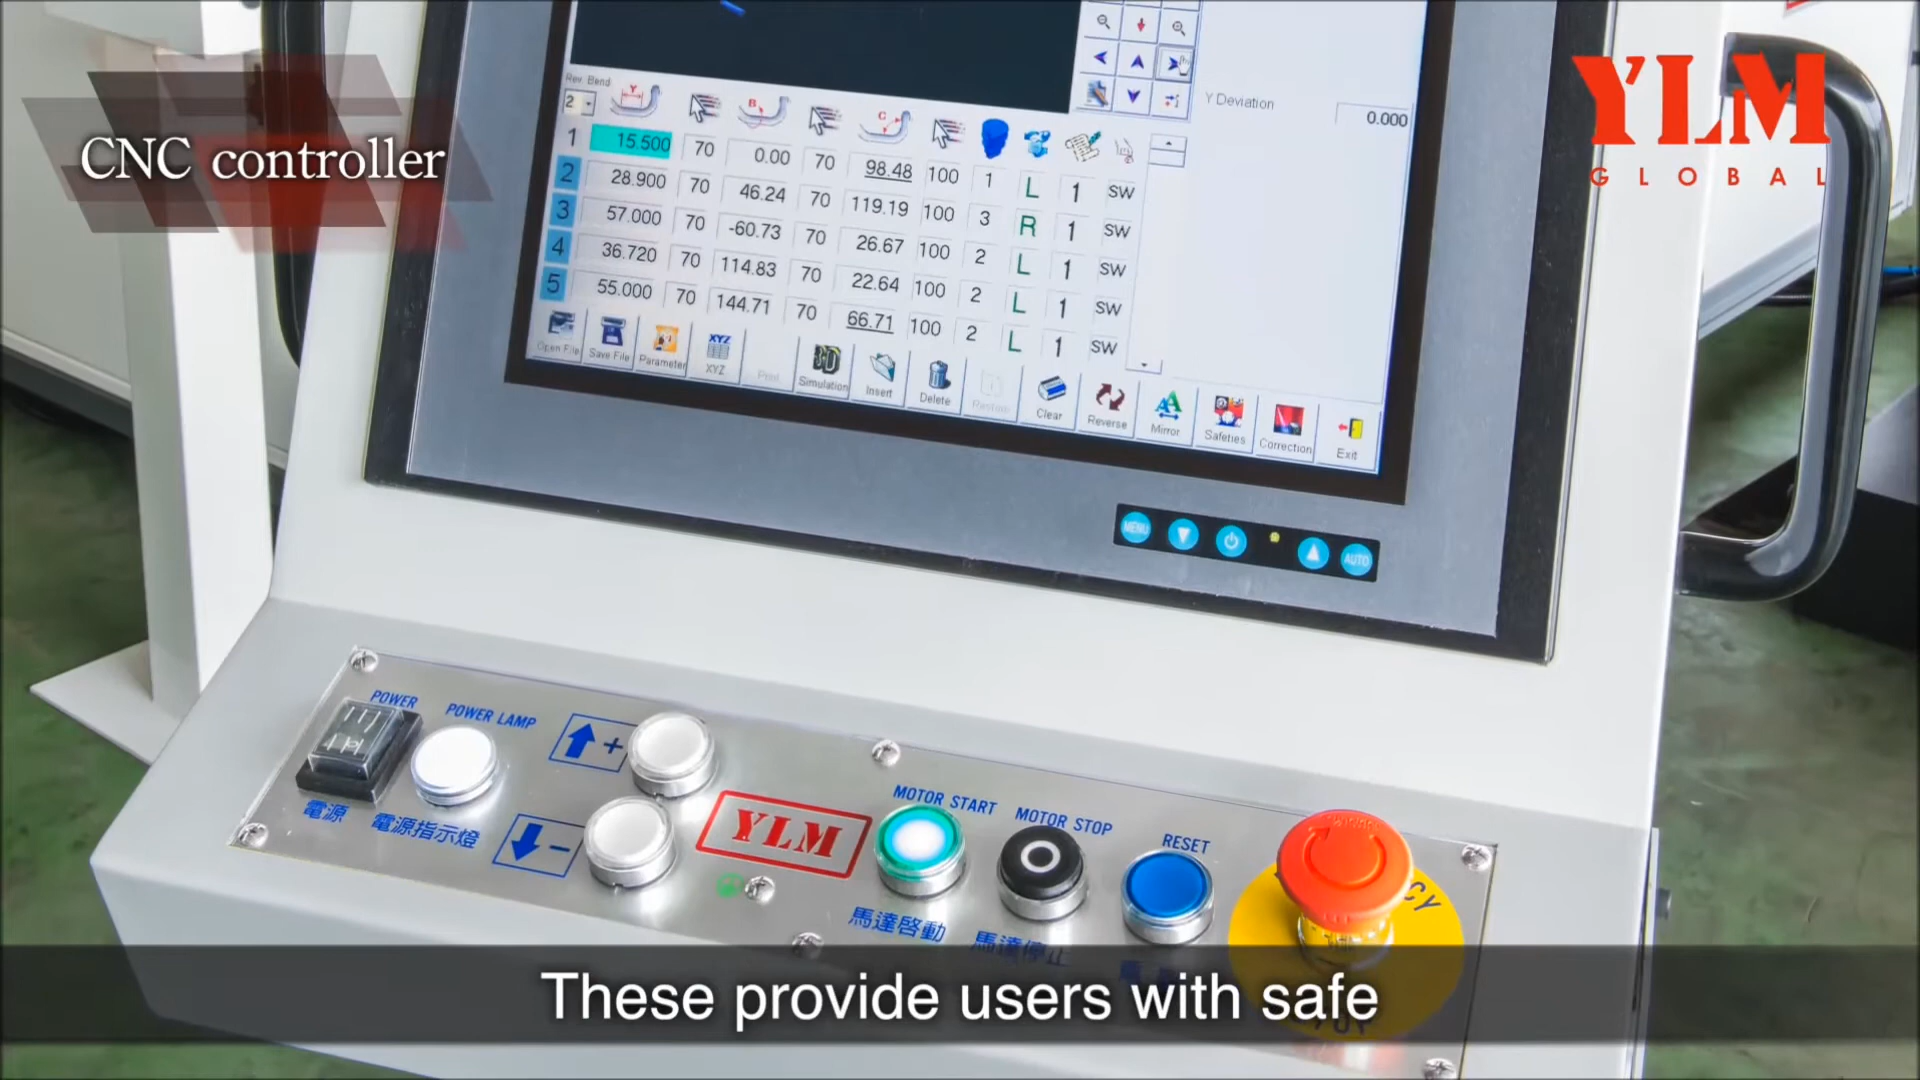 CNC controller
YLM
GLOBAL
Rev. Bend
2
Y
B
C
Y Deviation
0.000
1 15.500 70 0.00 70 98.48 100 1 L 1 SW
2 28.900 70 46.24 70 119.19 100 3 R 1 SW
3 57.000 70 -60.73 70 26.67 100 2 L 1 SW
4 36.720 70 114.83 70 22.64 100 2 L 1 SW
5 55.000 70 144.71 70 66.71 100 2 L 1 SW
Open File
Save File
Parameter
XYZ
XYZ
Print
3D
Simulation
Insert
Delete
Clear
Reverse
Mirror
Safeties
Correction
Exit
MENU
AUTO
POWER
POWER LAMP
電源
電源指示燈
+
-
YLM
MOTOR START
MOTOR STOP
RESET
馬達啓動
馬達停止
CY
These provide users with safe